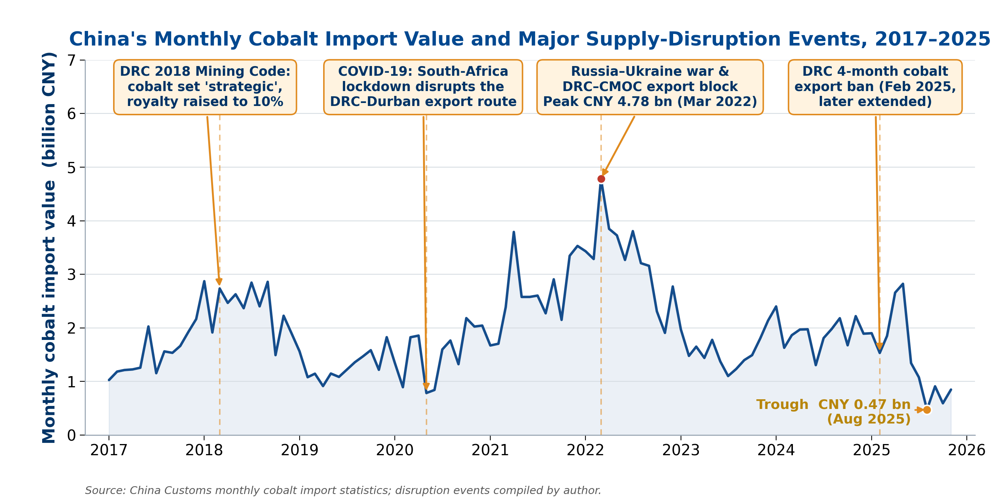 China's Monthly Cobalt Import Value and Major Supply-Disruption Events, 2017–2025
Monthly cobalt import value  (billion CNY)
7
6
5
4
3
2
1
0
DRC 2018 Mining Code:
cobalt set 'strategic',
royalty raised to 10%
COVID-19: South-Africa
lockdown disrupts the
DRC–Durban export route
Russia–Ukraine war &
DRC–CMOC export block
Peak CNY 4.78 bn (Mar 2022)
DRC 4-month cobalt
export ban (Feb 2025,
later extended)
Trough  CNY 0.47 bn
(Aug 2025)
2017
2018
2019
2020
2021
2022
2023
2024
2025
2026
Source: China Customs monthly cobalt import statistics; disruption events compiled by author.